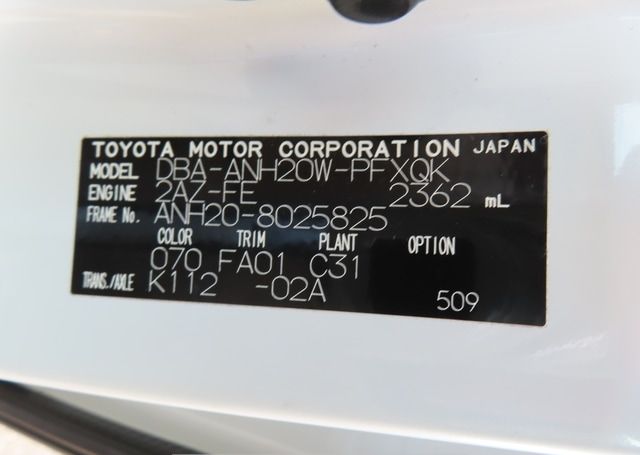 TOYOTA MOTOR CORPORATION JAPAN
MODEL DBA-ANH20W-PFXQK
ENGINE 2AZ-FE 2362 mL
FRAME No. ANH20-8025825
COLOR TRIM PLANT OPTION
070 FA01 C31
TRANS./AXLE K112 -02A
509